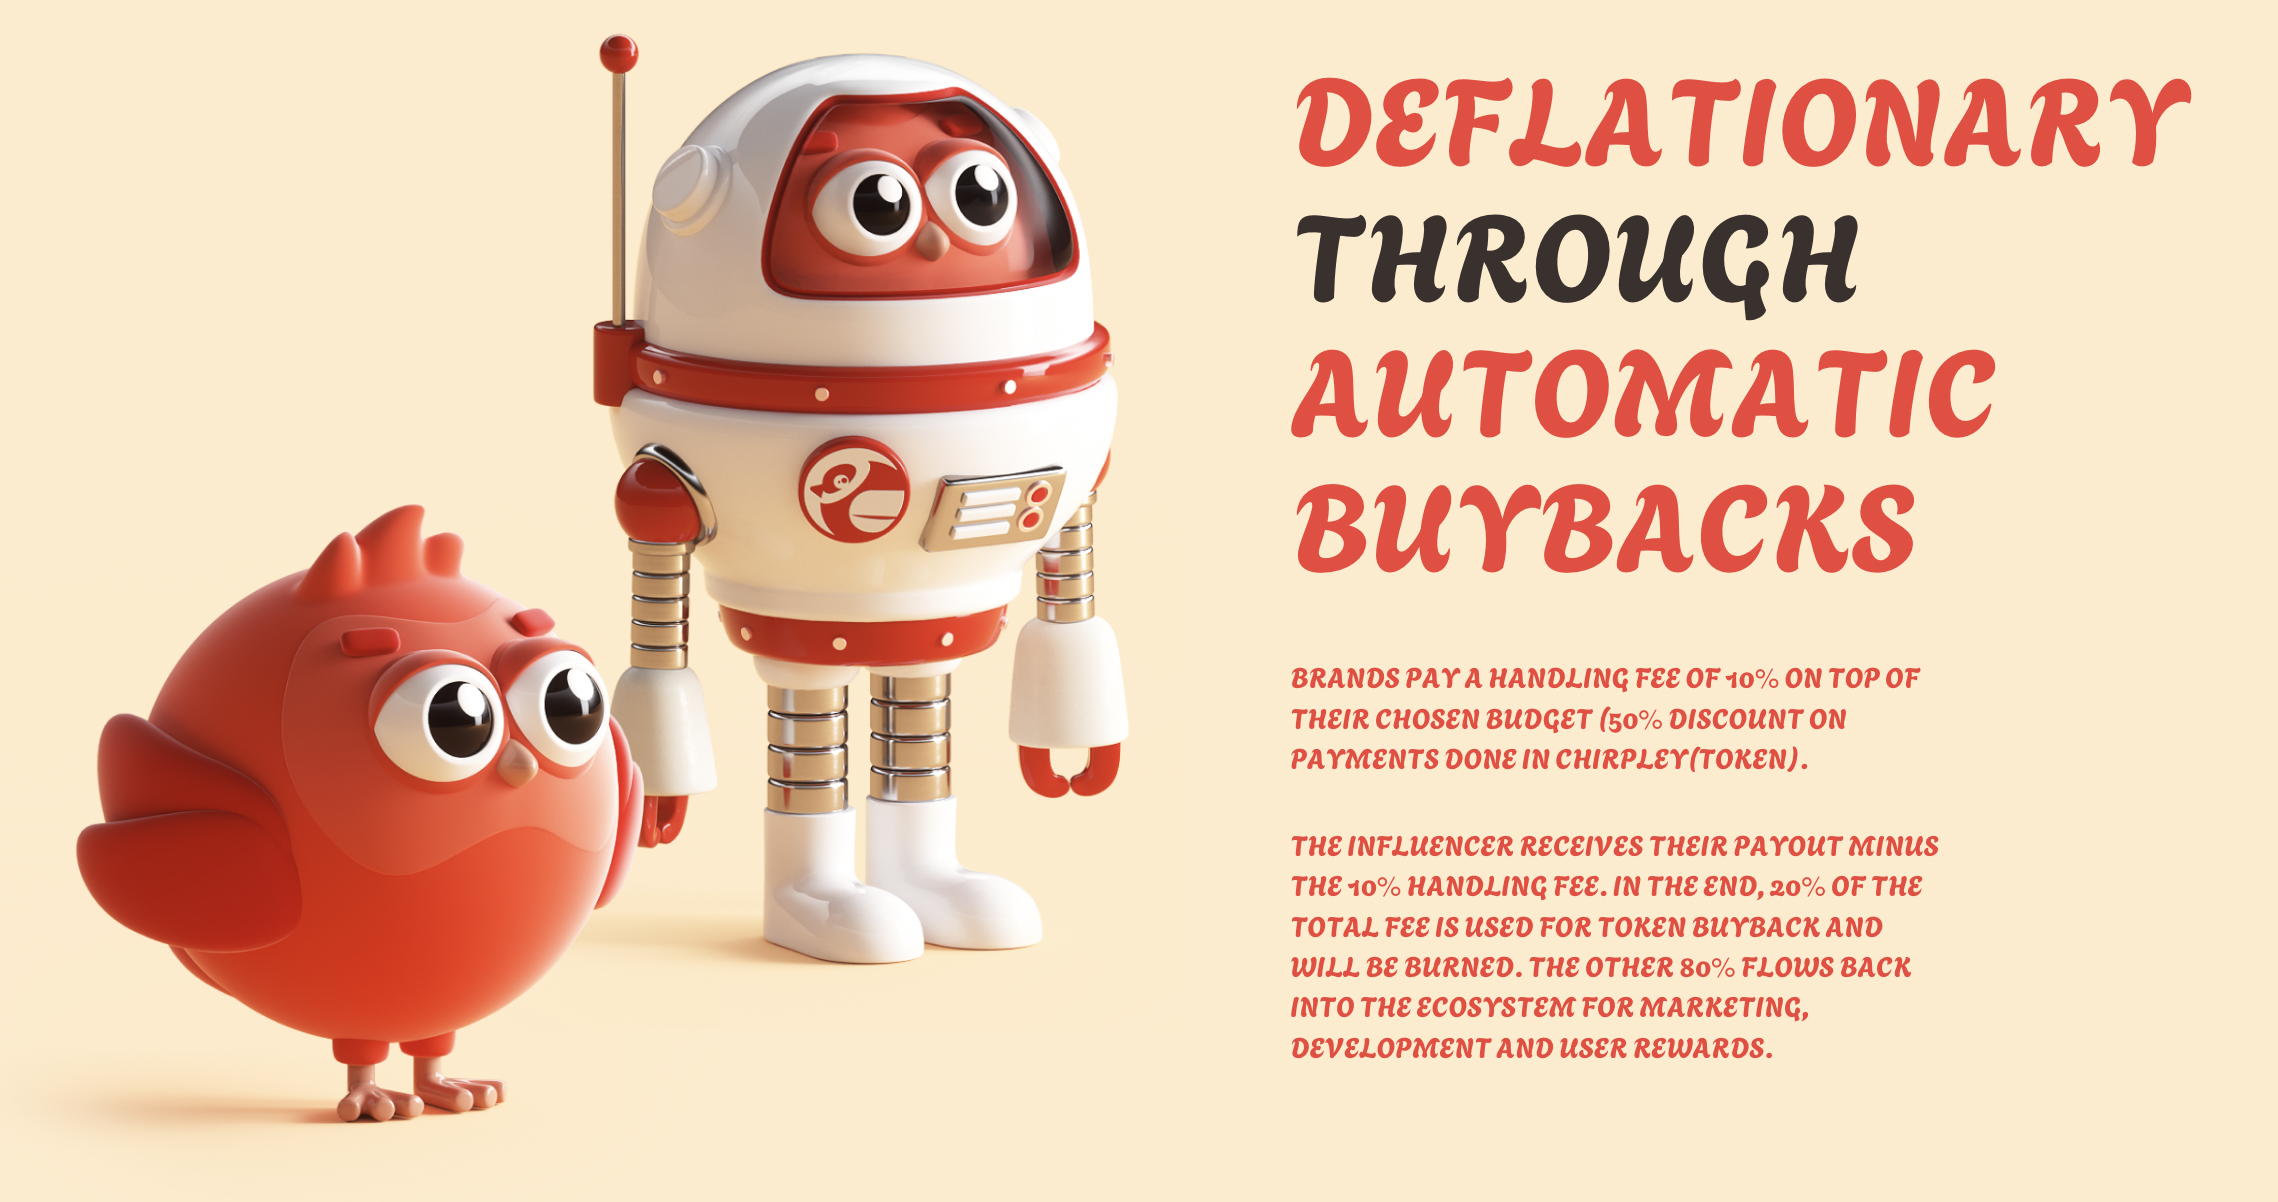 DEFLATIONARY
THROUGH
AUTOMATIC
BUYBACKS
BRANDS PAY A HANDLING FEE OF 10% ON TOP OF
THEIR CHOSEN BUDGET (50% DISCOUNT ON
PAYMENTS DONE IN CHIRPLEY(TOKEN).
THE INFLUENCER RECEIVES THEIR PAYOUT MINUS
THE 10% HANDLING FEE. IN THE END, 20% OF THE
TOTAL FEE IS USED FOR TOKEN BUYBACK AND
WILL BE BURNED. THE OTHER 80% FLOWS BACK
INTO THE ECOSYSTEM FOR MARKETING,
DEVELOPMENT AND USER REWARDS.